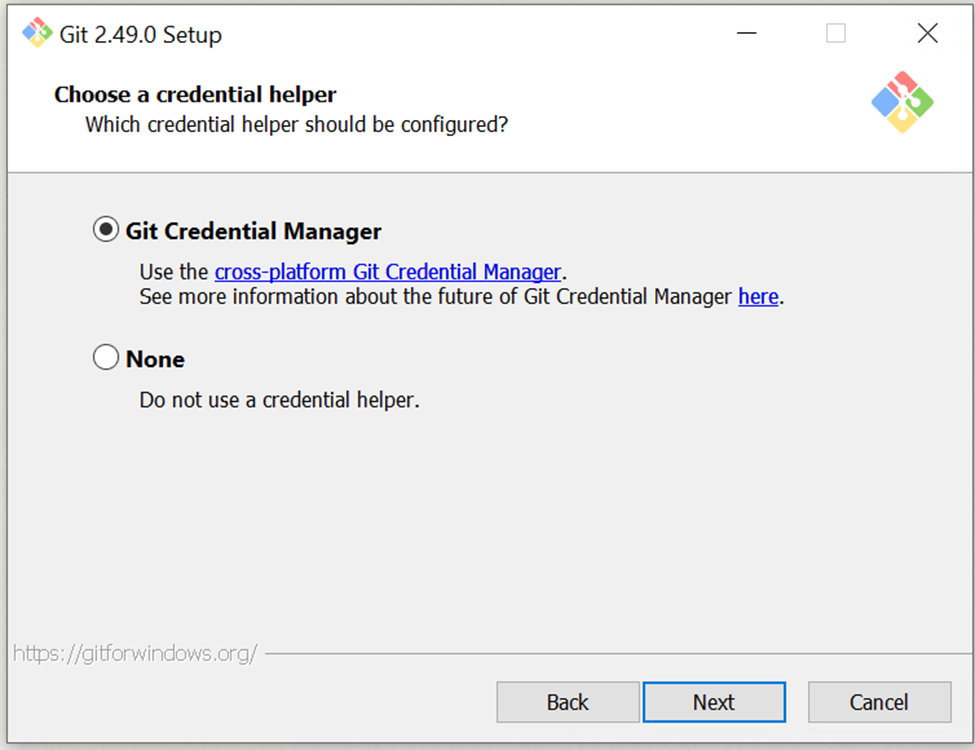 Git 2.49.0 Setup
Choose a credential helper
Which credential helper should be configured?
Git Credential Manager
Use the cross-platform Git Credential Manager.
See more information about the future of Git Credential Manager here.
None
Do not use a credential helper.
https://gitforwindows.org/
Back Next Cancel